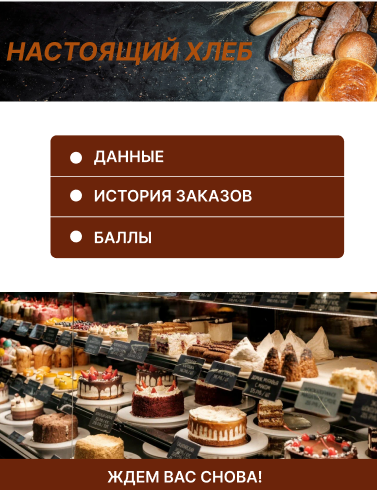 НАСТОЯЩИЙ ХЛЕБ
ДАННЫЕ
ИСТОРИЯ ЗАКАЗОВ
БАЛЛЫ
ЖДЕМ ВАС СНОВА!